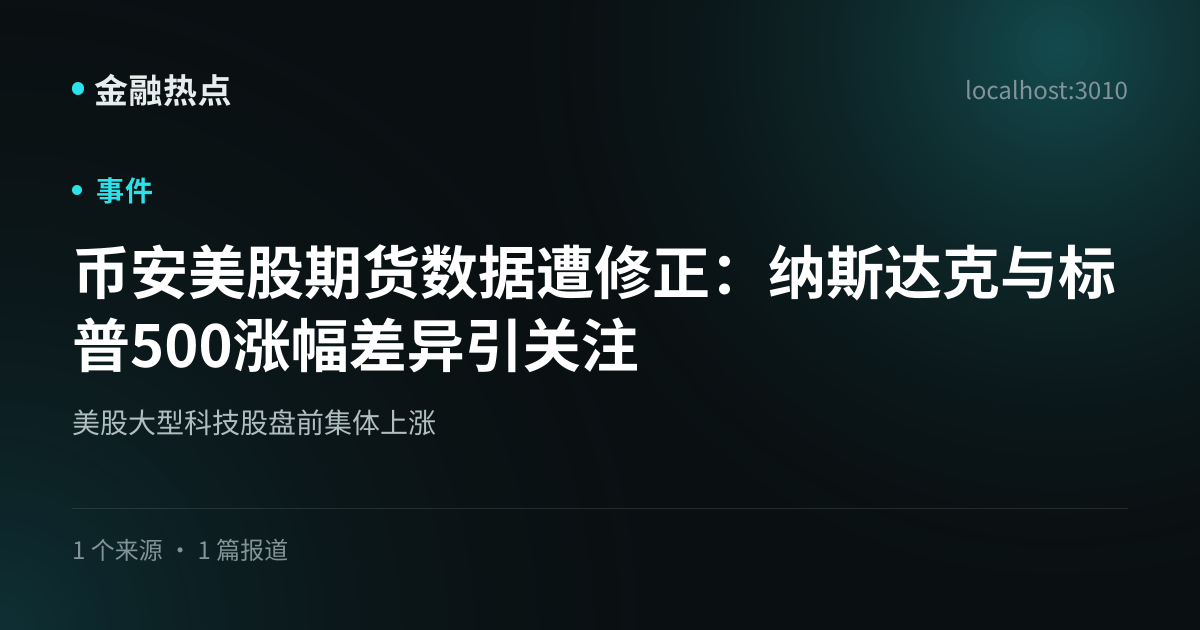 金融热点
localhost:3010
事件
币安美股期货数据遭修正：纳斯达克与标
普500涨幅差异引关注
美股大型科技股盘前集体上涨
1 个来源 · 1 篇报道